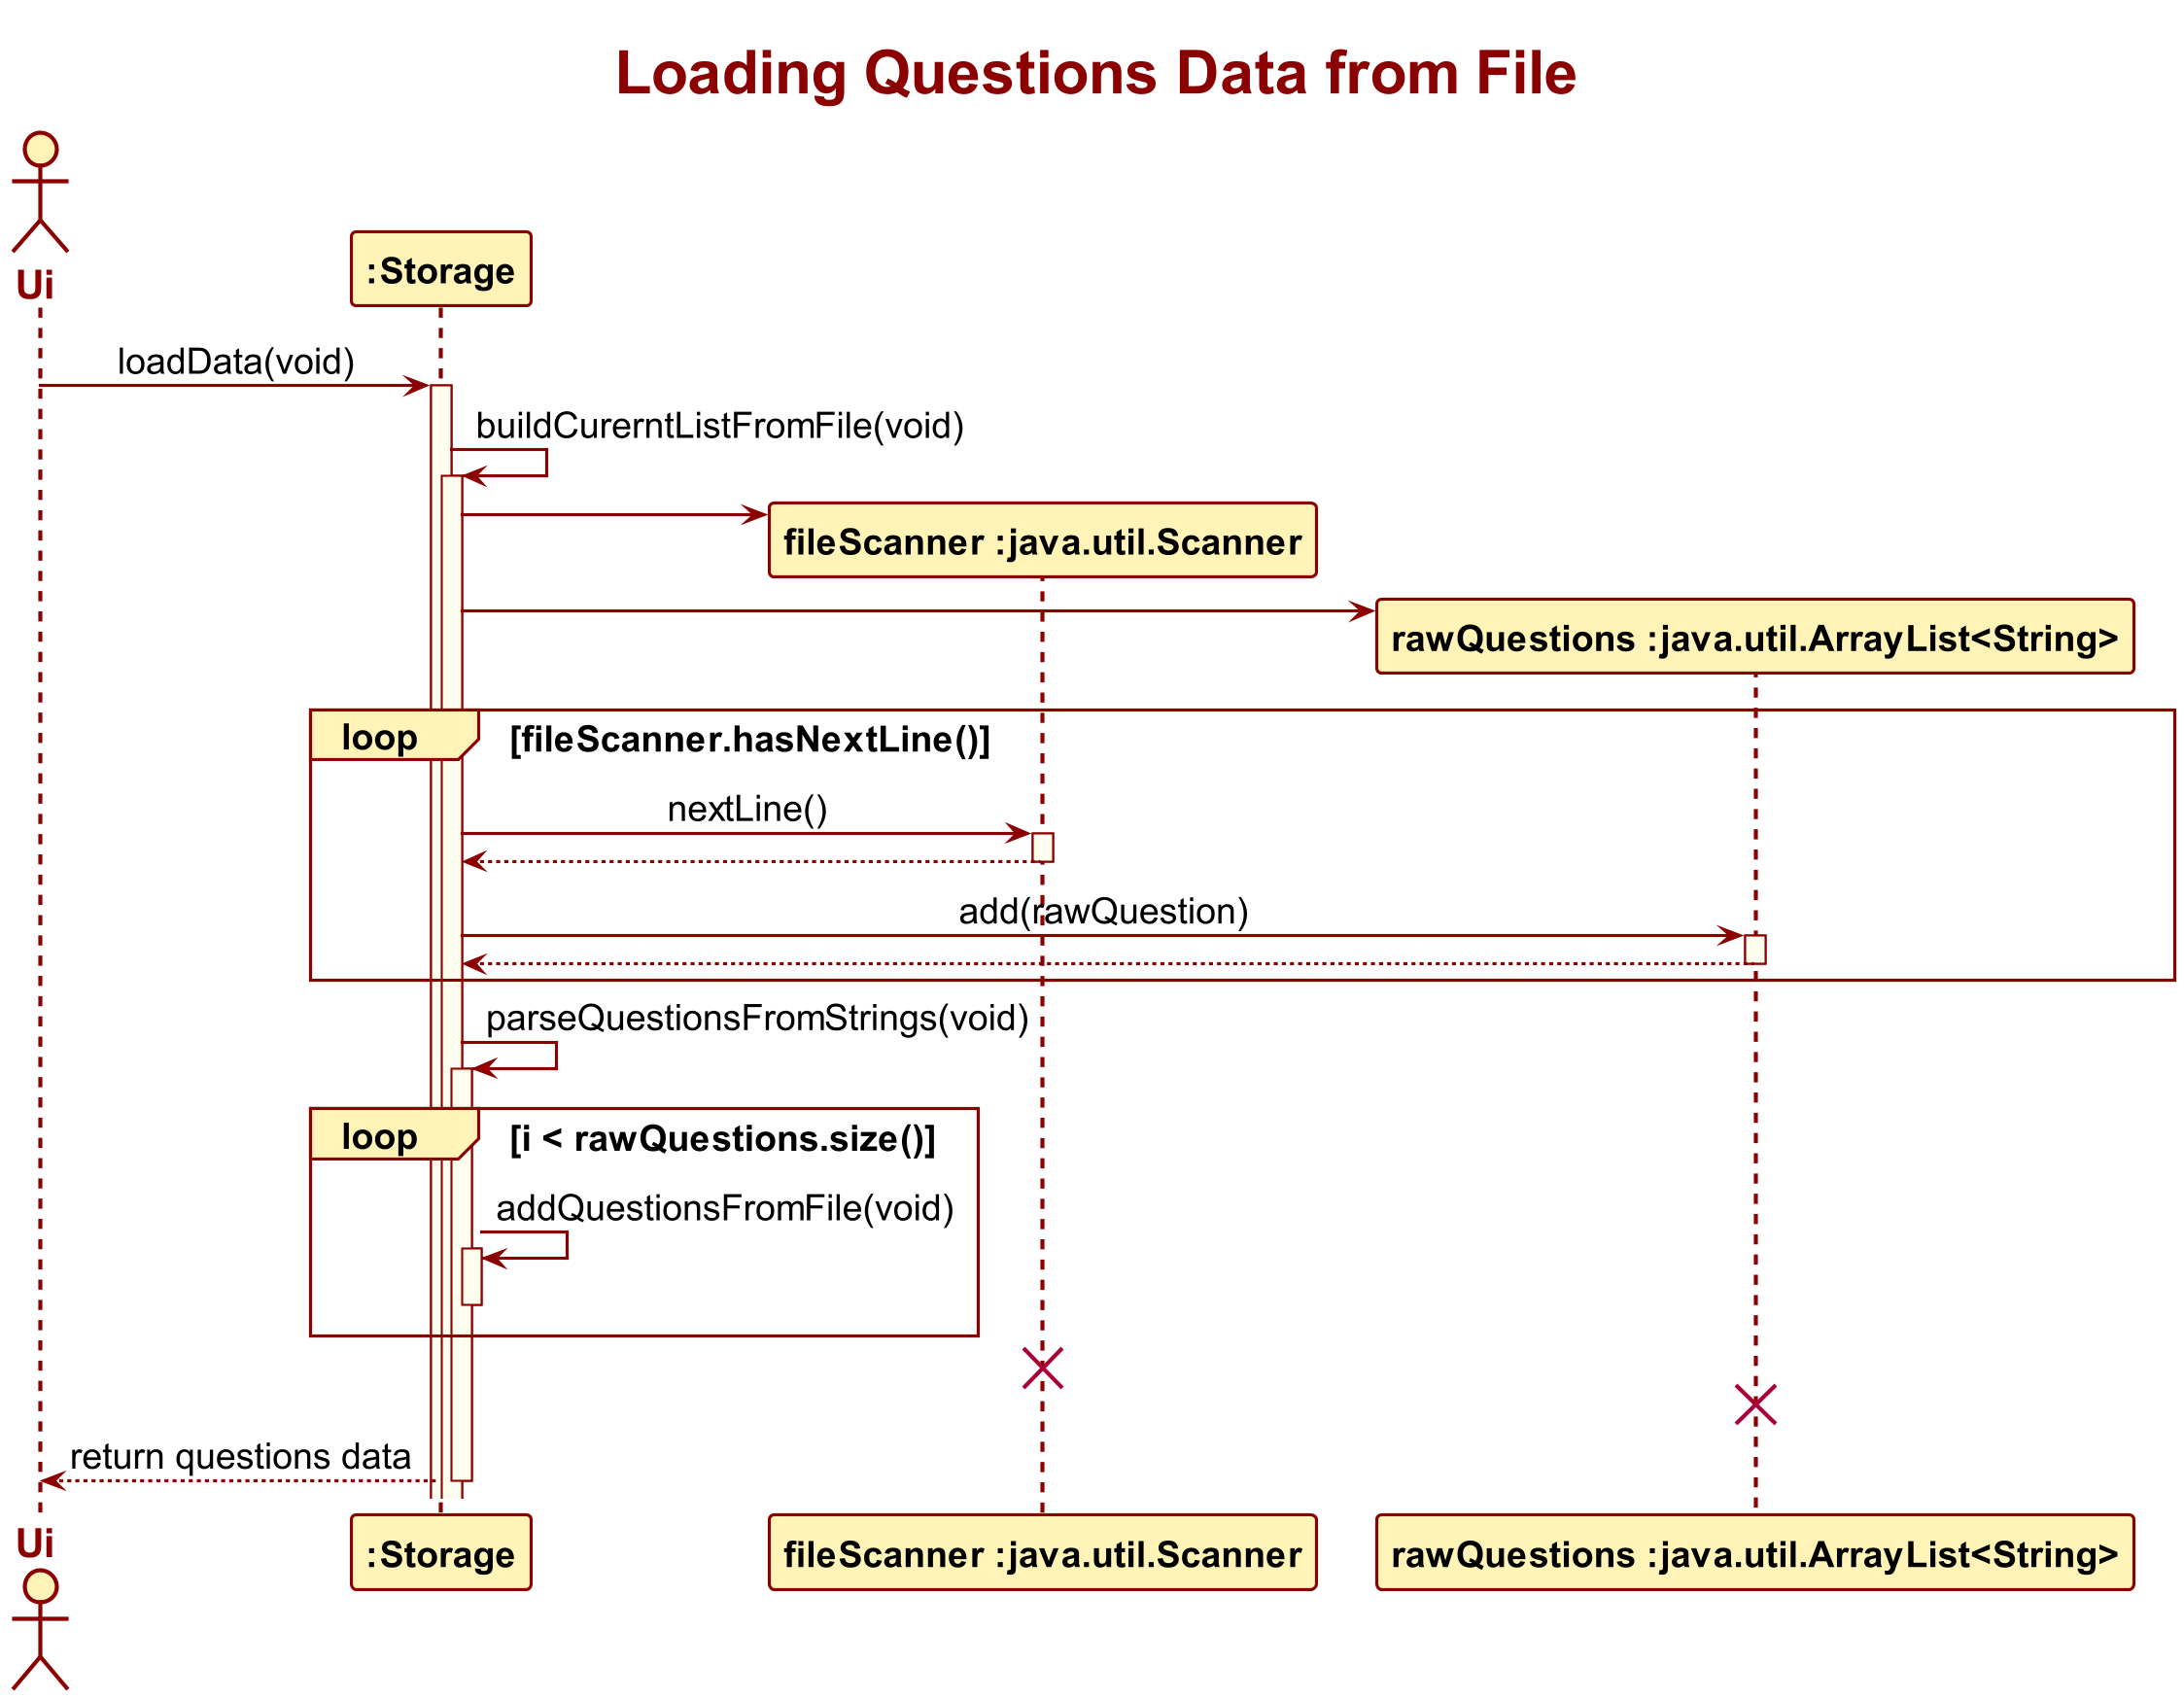 Loading Questions Data from File
Ui
:Storage
loadData(void)
buildCurerntListFromFile(void)
fileScanner :java.util.Scanner
rawQuestions :java.util.ArrayList<String>
loop [fileScanner.hasNextLine()]
nextLine()
add(rawQuestion)
parseQuestionsFromStrings(void)
loop [i < rawQuestions.size()]
addQuestionsFromFile(void)
return questions data
Ui
:Storage
fileScanner :java.util.Scanner
rawQuestions :java.util.ArrayList<String>